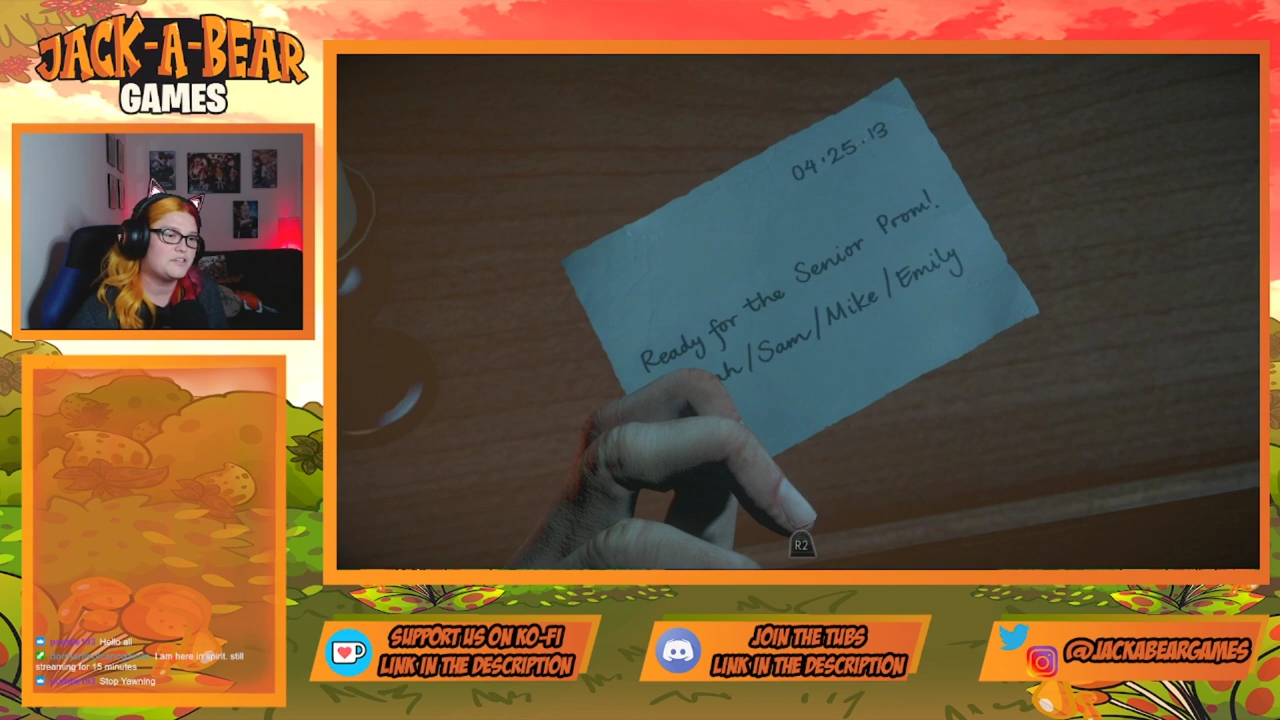 JACK-A-BEAR
GAMES
04.25.13
Ready for the Senior Prom!
/Sam/Mike/Emily
R2
Hello all
I am here in spirit. still
streaming for 15 minutes
Stop Yawning
SUPPORT US ON KO-FI
LINK IN THE DESCRIPTION
JOIN THE TUBS
LINK IN THE DESCRIPTION
@JACKABEARGAMES